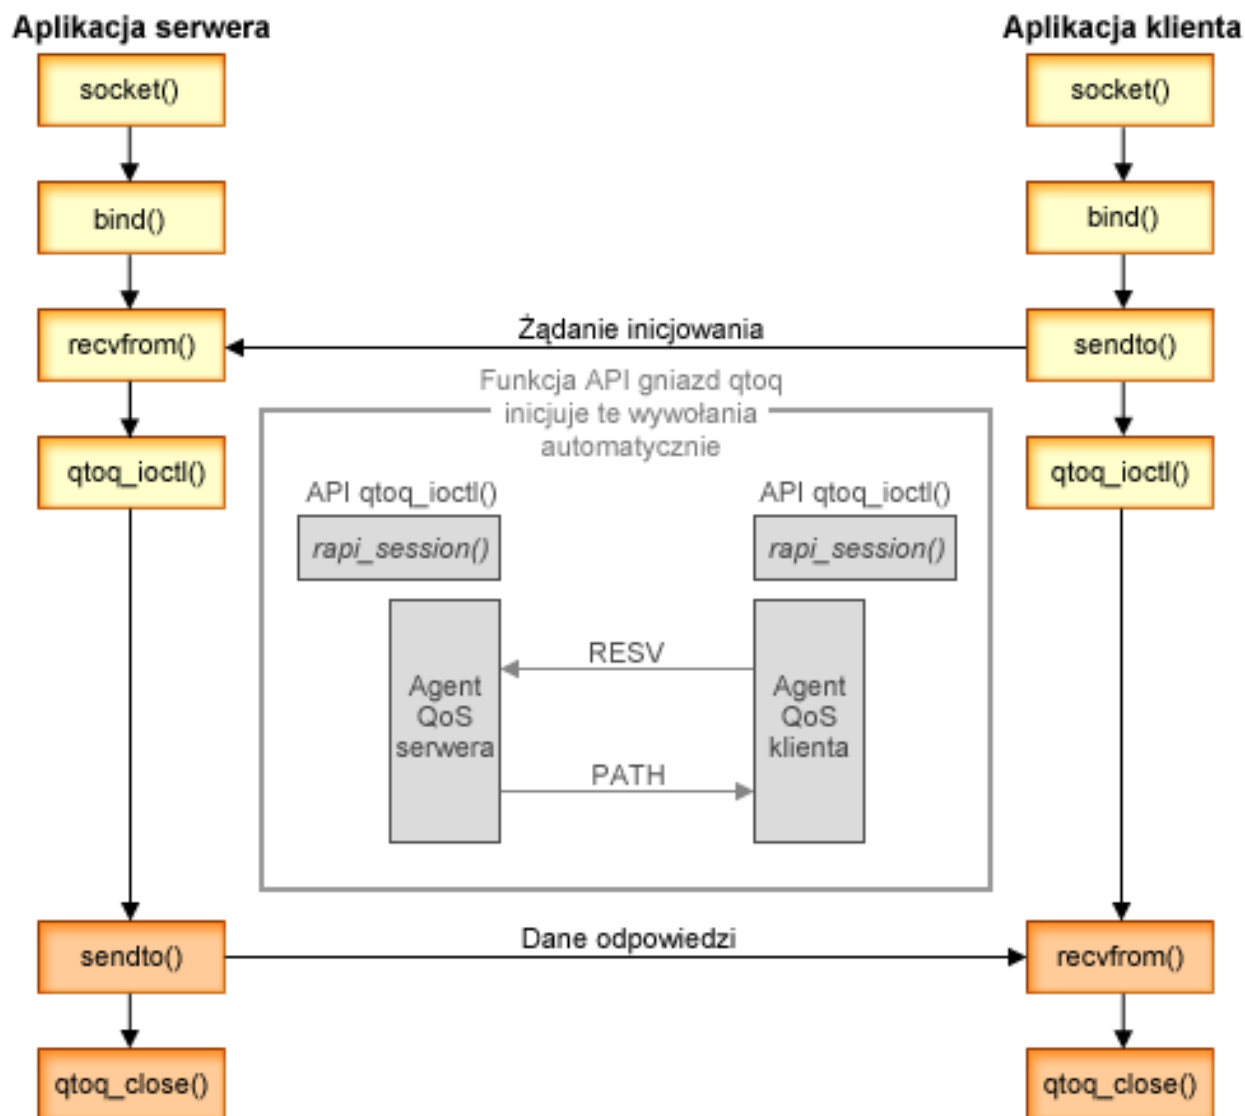 Aplikacja serwera
Aplikacja klienta
socket()
socket()
bind()
bind()
Żądanie inicjowania
recvfrom()
sendto()
Funkcja API gniazd qtoq
inicjuje te wywołania
automatycznie
qtoq_ioctl()
qtoq_ioctl()
API qtoq_ioctl()
API qtoq_ioctl()
rapi_session()
rapi_session()
RESV
Agent
QoS
serwera
Agent
QoS
klienta
PATH
Dane odpowiedzi
sendto()
recvfrom()
qtoq_close()
qtoq_close()